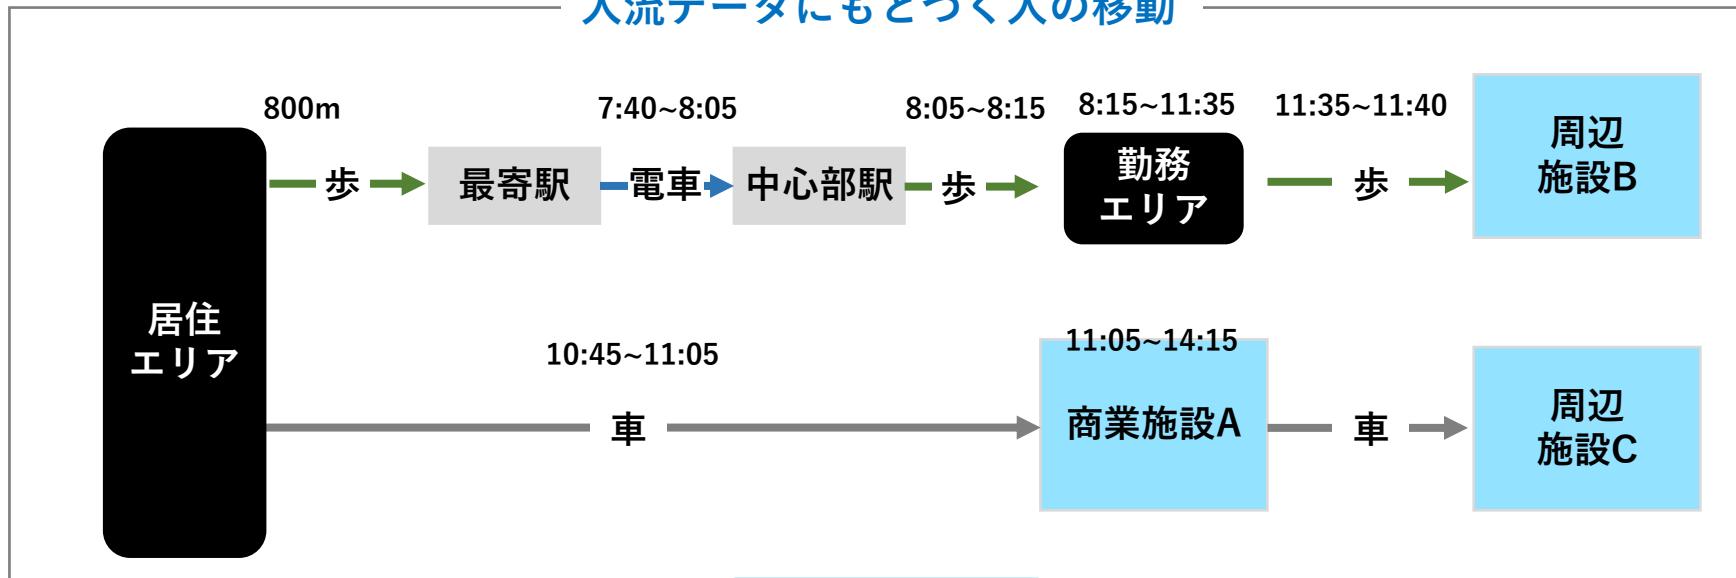 人流データにもとづく人の移動
800m
7:40~8:05
8:05~8:15
8:15~11:35
11:35~11:40
歩
最寄駅
電車
中心部駅
歩
勤務
エリア
歩
周辺
施設B
居住
エリア
10:45~11:05
車
11:05~14:15
商業施設A
車
周辺
施設C